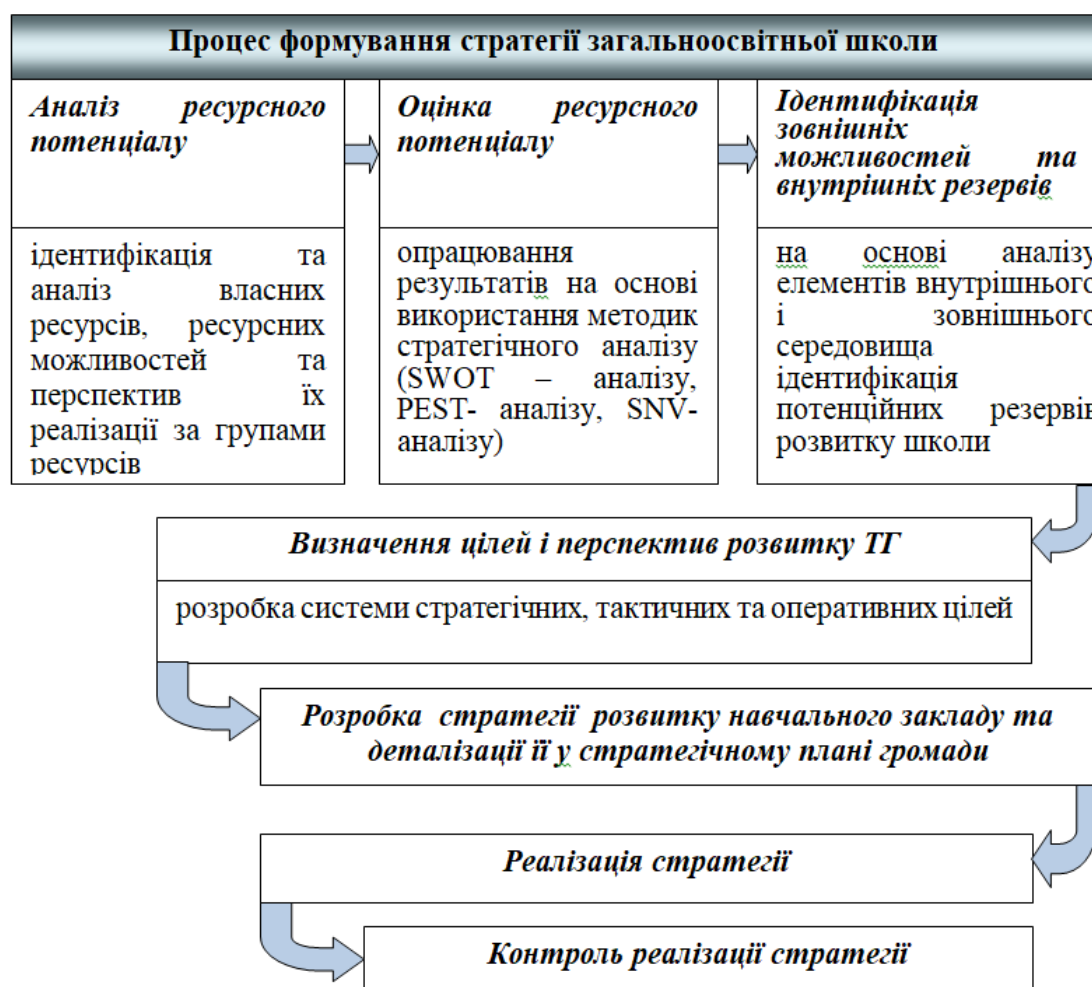 Процес формування стратегії загальноосвітньої школи
Аналіз ресурсного
потенціалу
Оцінка ресурсного
потенціалу
Ідентифікація
зовнішніх
можливостей та
внутрішніх резервів
ідентифікація та
аналіз власних
ресурсів, ресурсних
можливостей та
перспектив їх
реалізації за групами
ресурсів
опрацювання
результатів на основі
використання методик
стратегічного аналізу
(SWOT – аналізу,
PEST- аналізу, SNV-
аналізу)
на основі аналізу
елементів внутрішнього
і зовнішнього
середовища
ідентифікація
потенційних резервів
розвитку школи
Визначення цілей і перспектив розвитку ТГ
розробка системи стратегічних, тактичних та оперативних цілей
Розробка стратегії розвитку навчального закладу та
деталізації її у стратегічному плані громади
Реалізація стратегії
Контроль реалізації стратегії